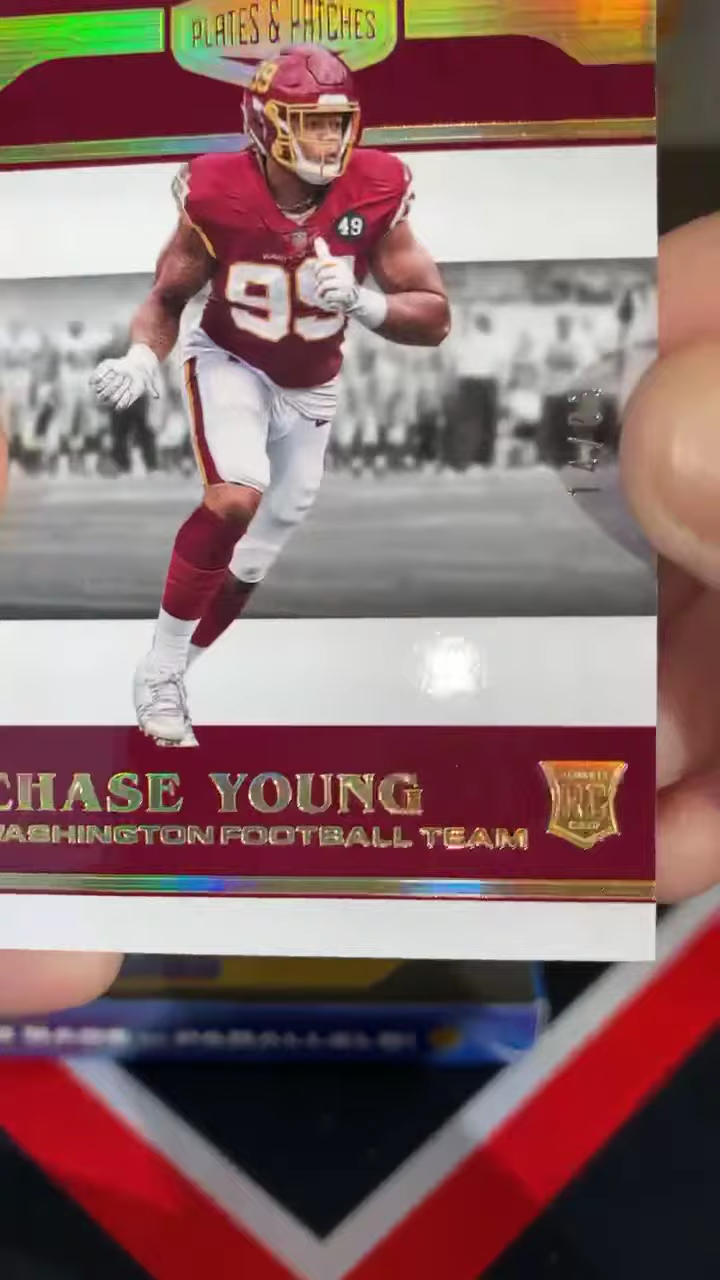 PLATES & PATCHES
49
99
CHASE YOUNG
WASHINGTON FOOTBALL TEAM
RC